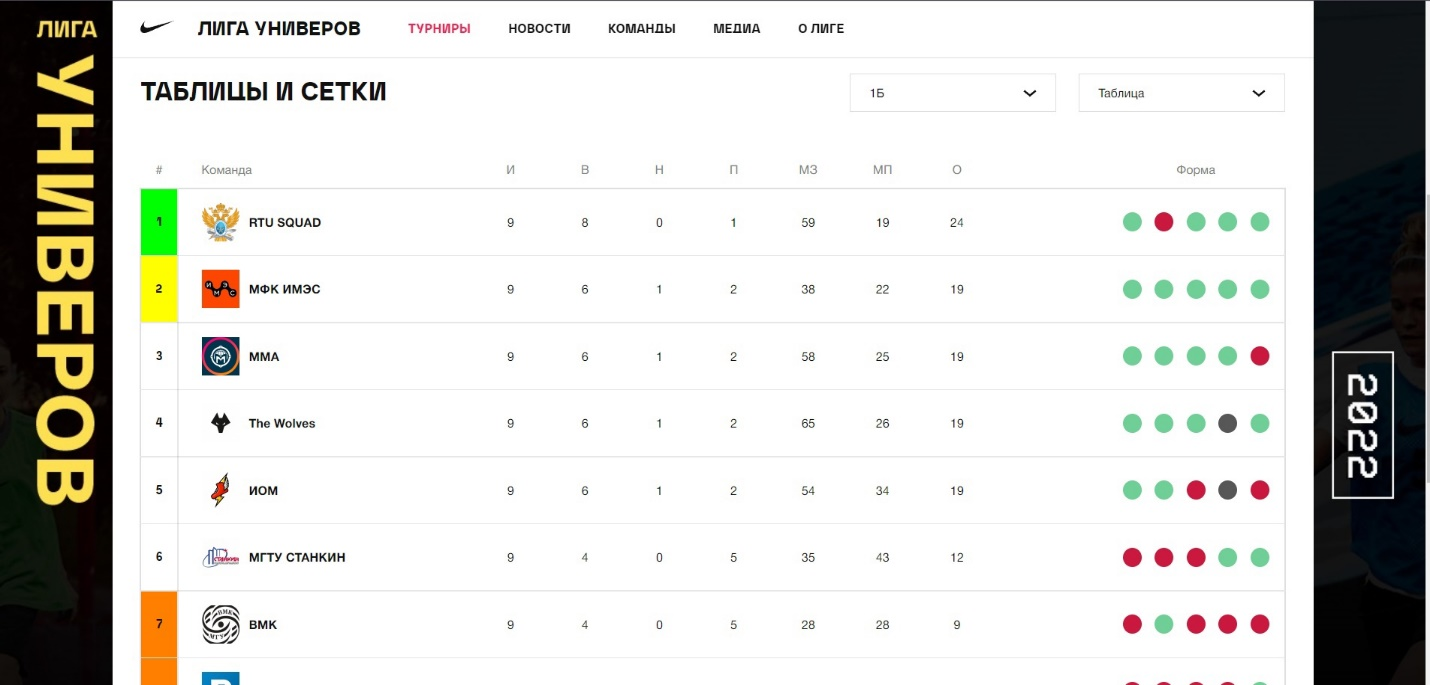 ЛИГА
УНИВЕРОВ
ЛИГА УНИВЕРОВ ТУРНИРЫ НОВОСТИ КОМАНДЫ МЕДИА О ЛИГЕ
ТАБЛИЦЫ И СЕТКИ 1Б Таблица
# Команда И В Н П МЗ МП О Форма
1 RTU SQUAD 9 8 0 1 59 19 24
2 И Э М С МФК ИМЭС 9 6 1 2 38 22 19
3 M ММА 9 6 1 2 58 25 19
4 The Wolves 9 6 1 2 65 26 19
5 ИОМ 9 6 1 2 54 34 19
6 СТАНКИН МГТУ СТАНКИН 9 4 0 5 35 43 12
7 ВМК МГУ ВМК 9 4 0 5 28 28 9
2022